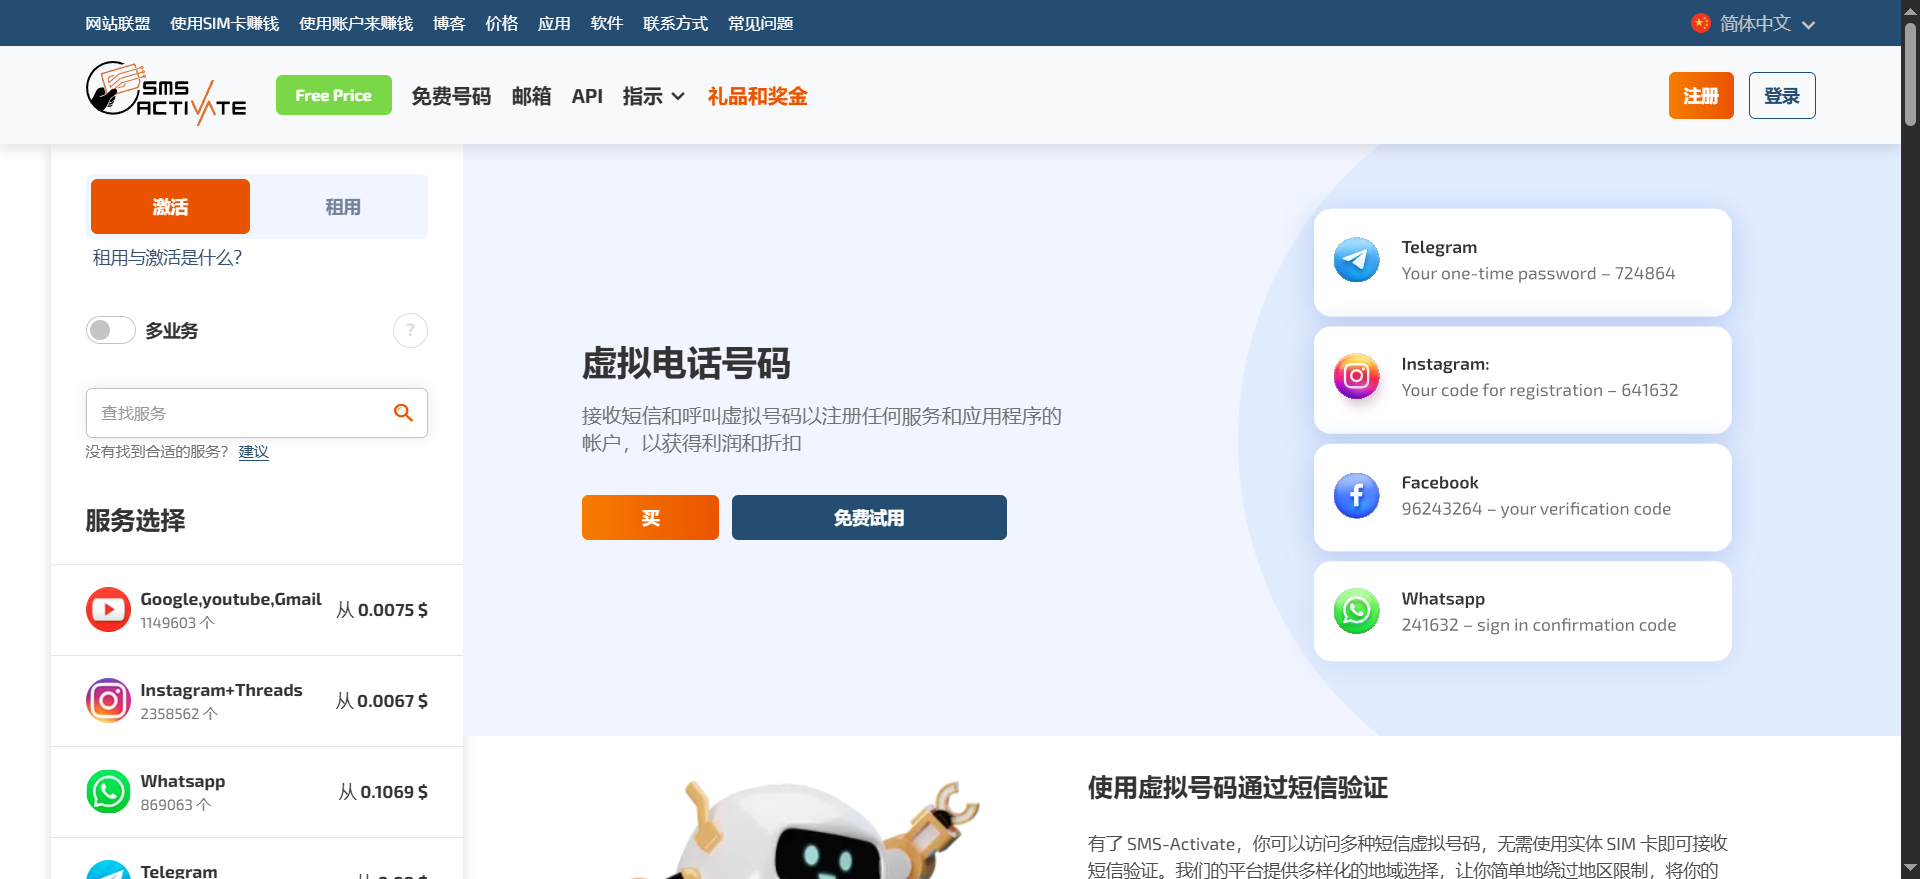 网站联盟 使用SIM卡赚钱 使用账户来赚钱 博客 价格 应用 软件 联系方式 常见问题 简体中文
SMS ACTIVATE
Free Price 免费号码 邮箱 API 指示 礼品和奖金 注册 登录
激活 租用
租用与激活是什么?
多业务 ?
查找服务
没有找到合适的服务? 建议
服务选择
Google,youtube,Gmail
1149603 个
从 0.0075 $
Instagram+Threads
2358562 个
从 0.0067 $
Whatsapp
869063 个
从 0.1069 $
Telegram
虚拟电话号码
接收短信和呼叫虚拟号码以注册任何服务和应用程序的
帐户，以获得利润和折扣
买 免费试用
Telegram
Your one-time password – 724864
Instagram:
Your code for registration – 641632
Facebook
96243264 – your verification code
Whatsapp
241632 – sign in confirmation code
使用虚拟号码通过短信验证
有了 SMS-Activate，你可以访问多种短信虚拟号码，无需使用实体 SIM 卡即可接收
短信验证。我们的平台提供多样化的地域选择，让你简单地绕过地区限制，将你的